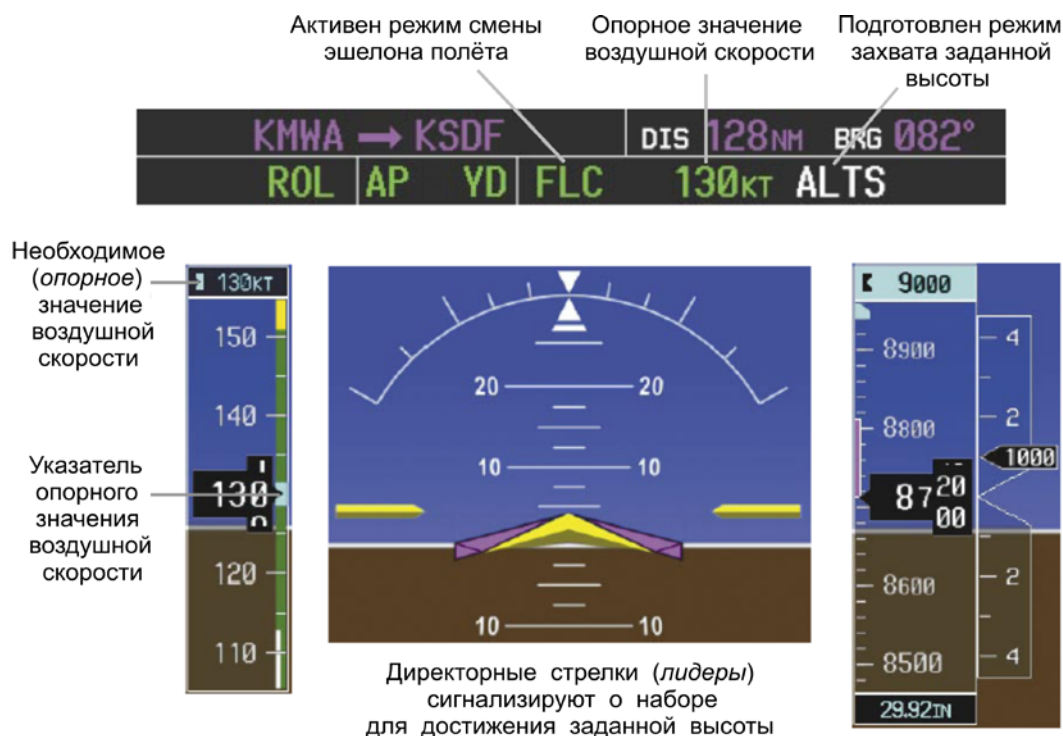 Активен режим смены
эшелона полёта
Опорное значение
воздушной скорости
Подготовлен режим
захвата заданной
высоты
KMWA → KSDF DIS 128NM BRG 082°
ROL AP YD FLC 130KT ALTS
Необходимое
(опорное)
значение
воздушной
скорости
Указатель
опорного
значения
воздушной
скорости
130KT
150
140
130
120
110
20 20
10 10
10 10
9000
8900
8800
8720
00
8600
8500
29.92IN
4
2
1000
2
4
Директорные стрелки (лидеры)
сигнализируют о наборе
для достижения заданной высоты